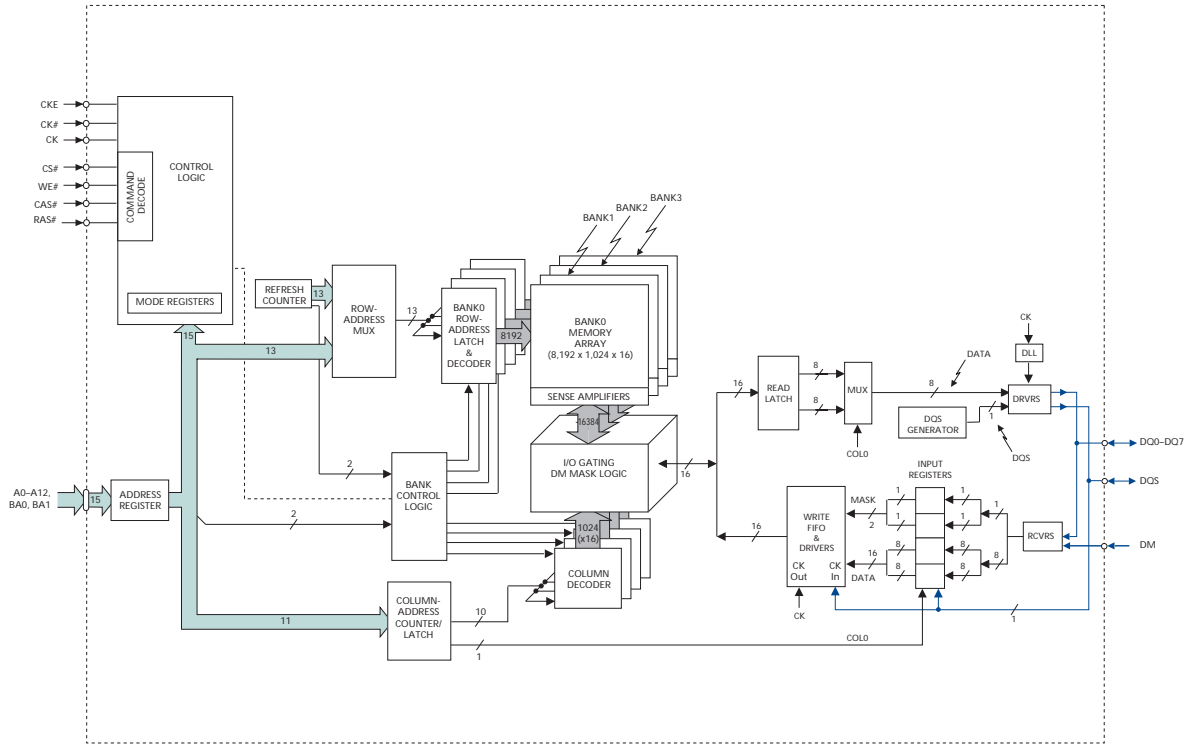 CKE
CK#
CK
CS#
WE#
CAS#
RAS#
COMMAND
DECODE
CONTROL
LOGIC
MODE REGISTERS
15
13
REFRESH
COUNTER
13
ROW-
ADDRESS
MUX
13
BANK0
ROW-
ADDRESS
LATCH
&
DECODER
8192
BANK1
BANK2
BANK3
BANK0
MEMORY
ARRAY
(8,192 x 1,024 x 16)
SENSE AMPLIFIERS
16384
I/O GATING
DM MASK LOGIC
16
A0–A12,
BA0, BA1
15
ADDRESS
REGISTER
2
2
BANK
CONTROL
LOGIC
1024
(x16)
COLUMN
DECODER
11
COLUMN-
ADDRESS
COUNTER/
LATCH
10
1
COL0
16
READ
LATCH
8
8
MUX
COL0
8
DATA
CK
DLL
DRVRS
DQS
GENERATOR
1
DQS
DQ0–DQ7
DQS
DM
INPUT
REGISTERS
16
WRITE
FIFO
&
DRIVERS
CK
Out
CK
In
CK
MASK
2
16
DATA
1
1
8
8
1
1
8
8
1
8
RCVRS
1